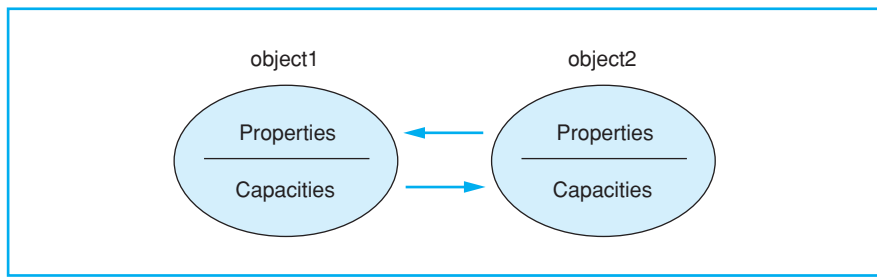 object1 object2
Properties Properties
Capacities Capacities